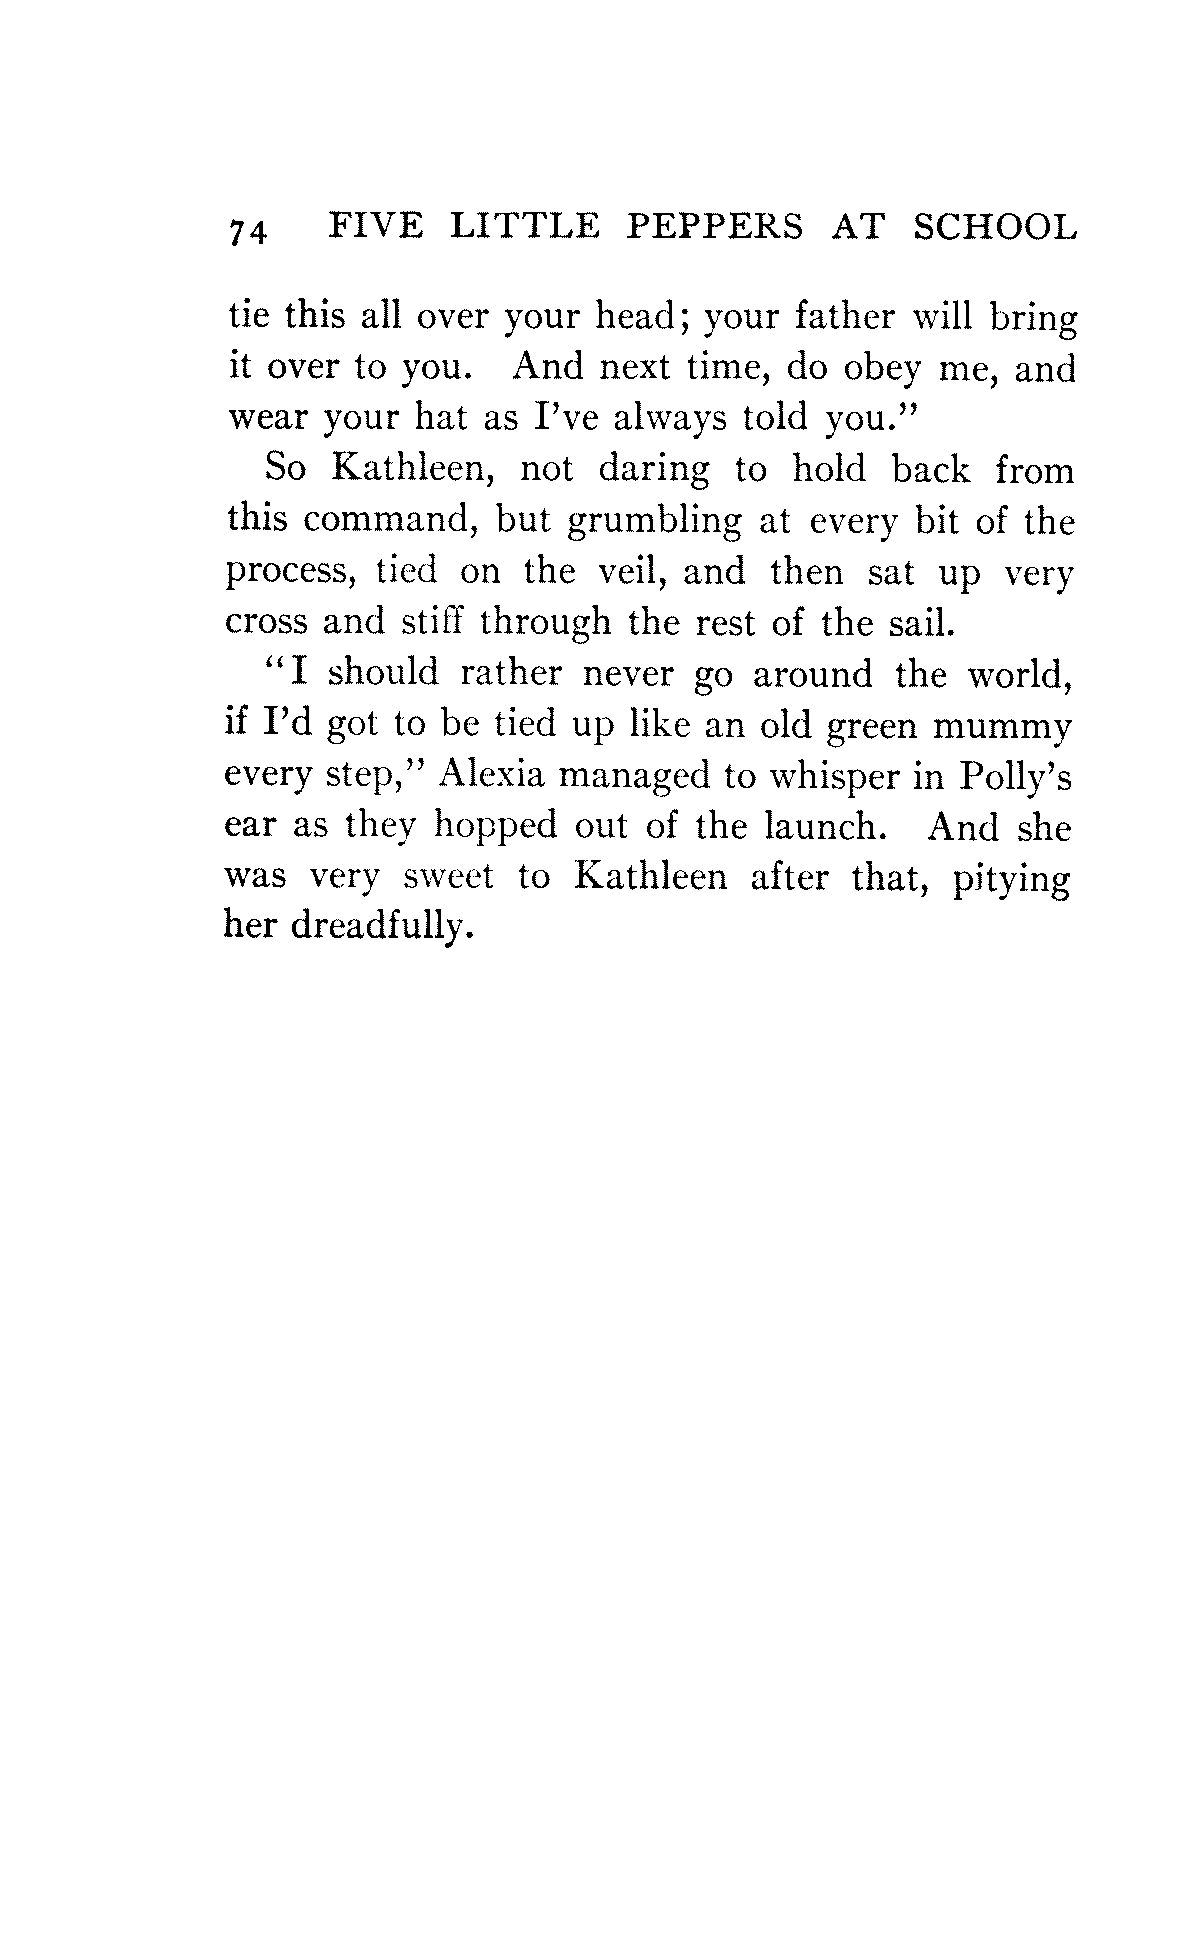 74 FIVE LITTLE PEPPERS AT SCHOOL
tie this all over your head; your father will bring
it over to you. And next time, do obey me, and
wear your hat as I've always told you."
So Kathleen, not daring to hold back from
this command, but grumbling at every bit of the
process, tied on the veil, and then sat up very
cross and stiff through the rest of the sail.
"I should rather never go around the world,
if I'd got to be tied up like an old green mummy
every step," Alexia managed to whisper in Polly's
ear as they hopped out of the launch. And she
was very sweet to Kathleen after that, pitying
her dreadfully.